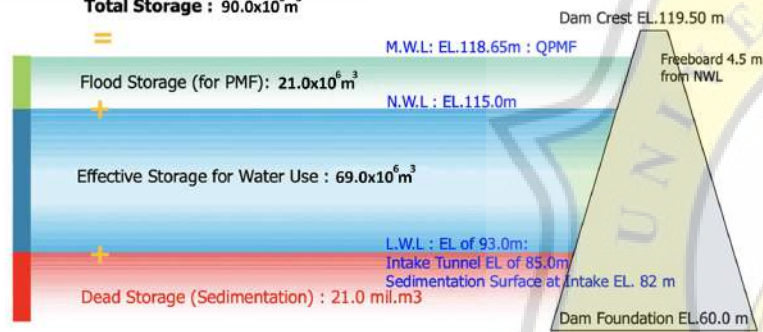 Total Storage : 90.0x10⁶m³
Dam Crest EL.119.50 m
=
M.W.L: EL.118.65m : QPMF
Freeboard 4.5 m
from NWL
Flood Storage (for PMF): 21.0x10⁶m³
+
N.W.L : EL.115.0m
Effective Storage for Water Use : 69.0x10⁶m³
+
L.W.L : EL of 93.0m:
Intake Tunnel EL of 85.0m
Sedimentation Surface at Intake EL. 82 m
Dead Storage (Sedimentation) : 21.0 mil.m3
Dam Foundation EL.60.0 m
UNIVE